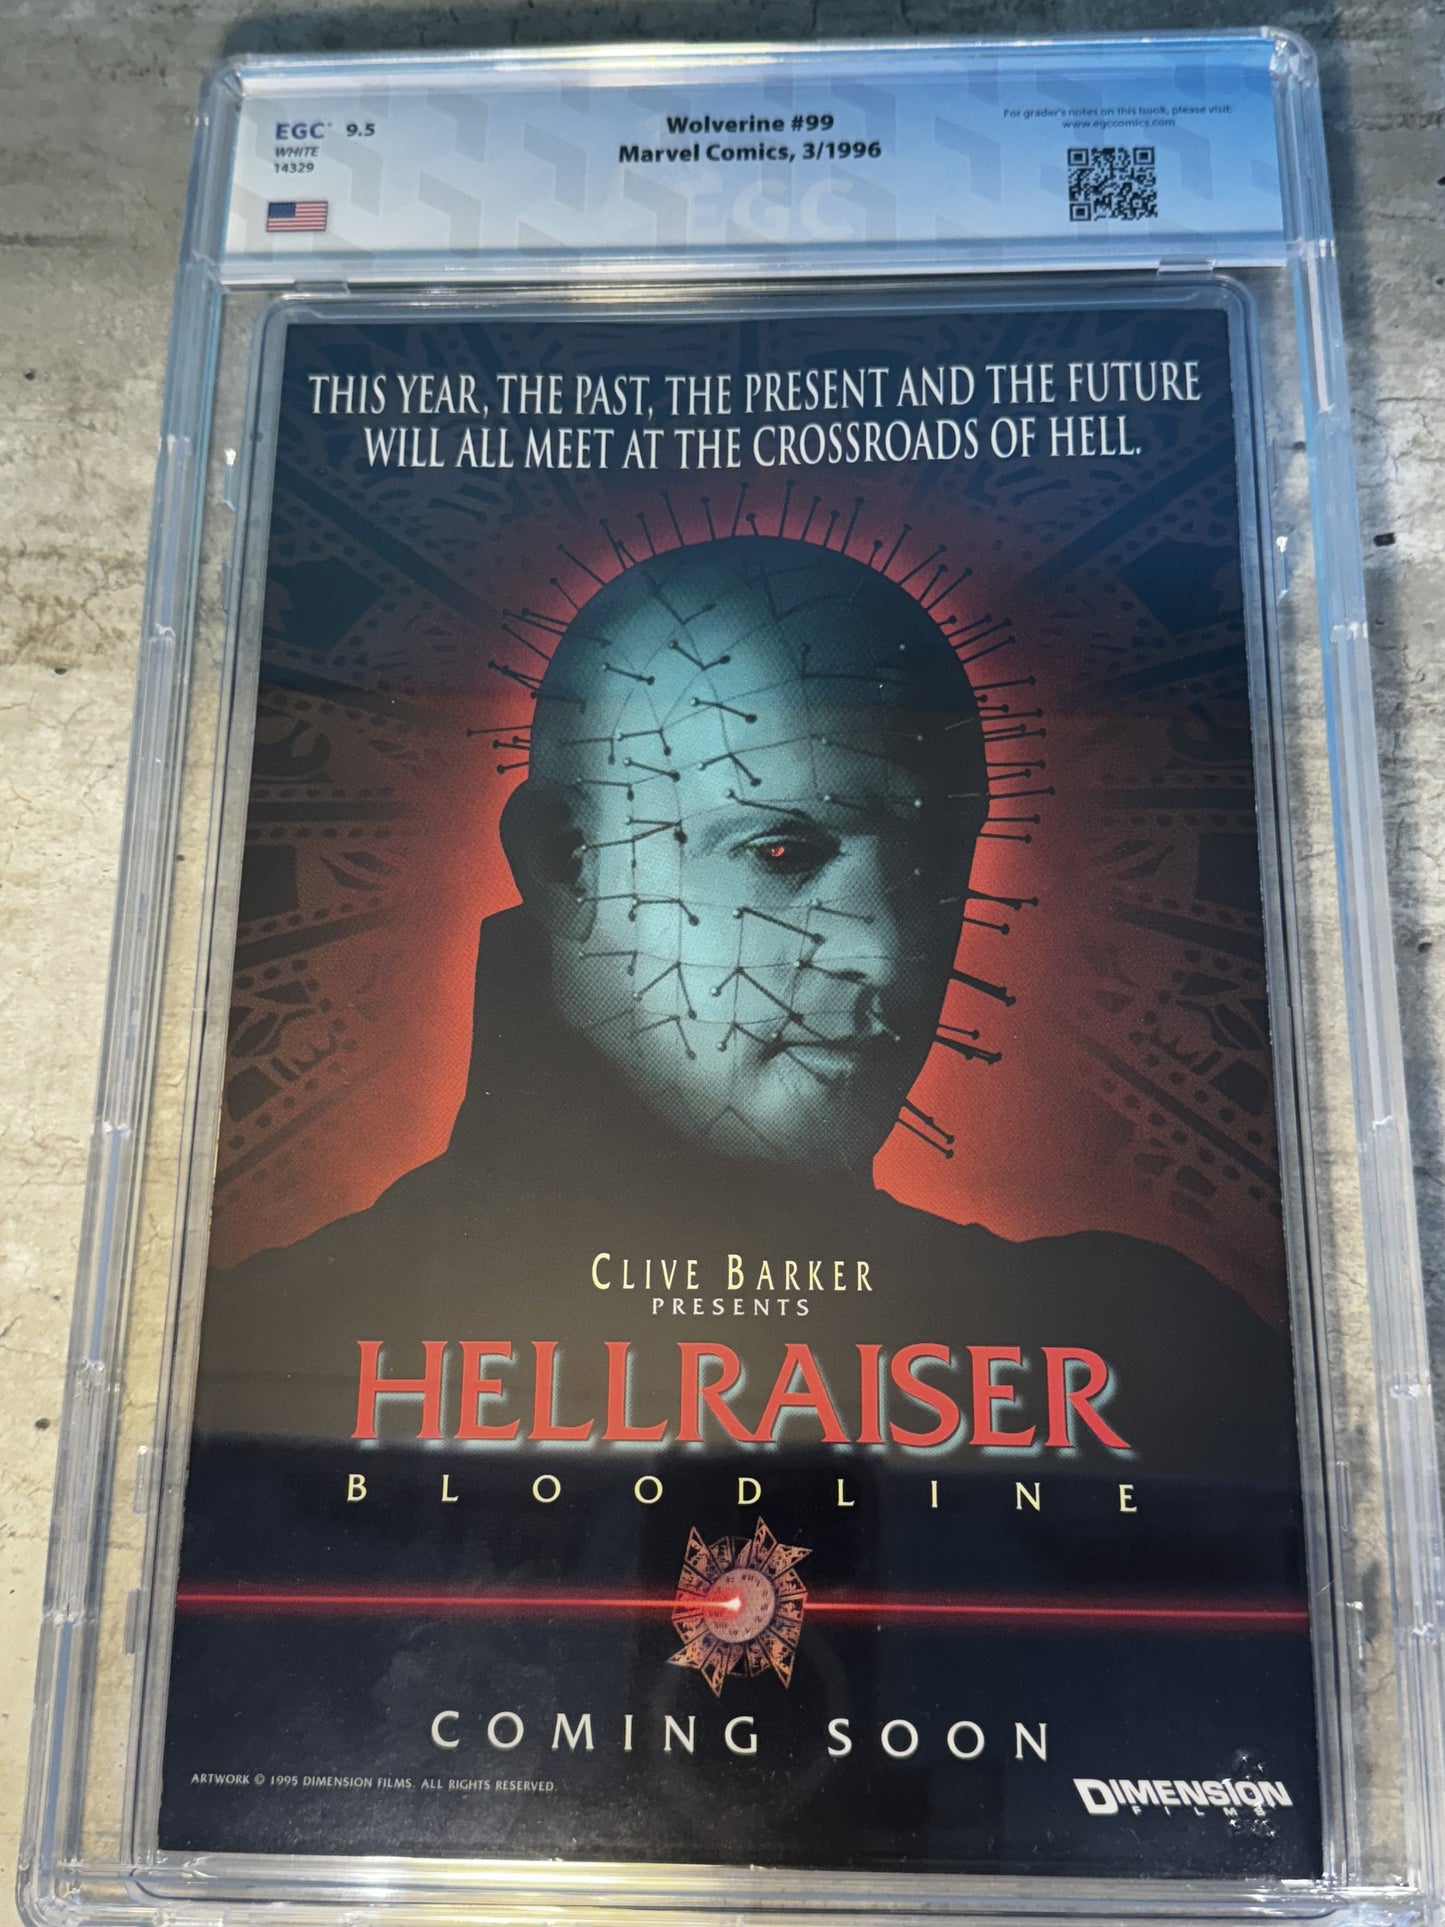 EGC 9.5
WHITE
14329
Wolverine #99
Marvel Comics, 3/1996
For grader's notes on this book, please visit:
www.egccomics.com
EGC
THIS YEAR, THE PAST, THE PRESENT AND THE FUTURE
WILL ALL MEET AT THE CROSSROADS OF HELL.
CLIVE BARKER
PRESENTS
HELLRAISER
BLOODLINE
COMING SOON
ARTWORK © 1995 DIMENSION FILMS. ALL RIGHTS RESERVED.
DIMENSION
FILMS